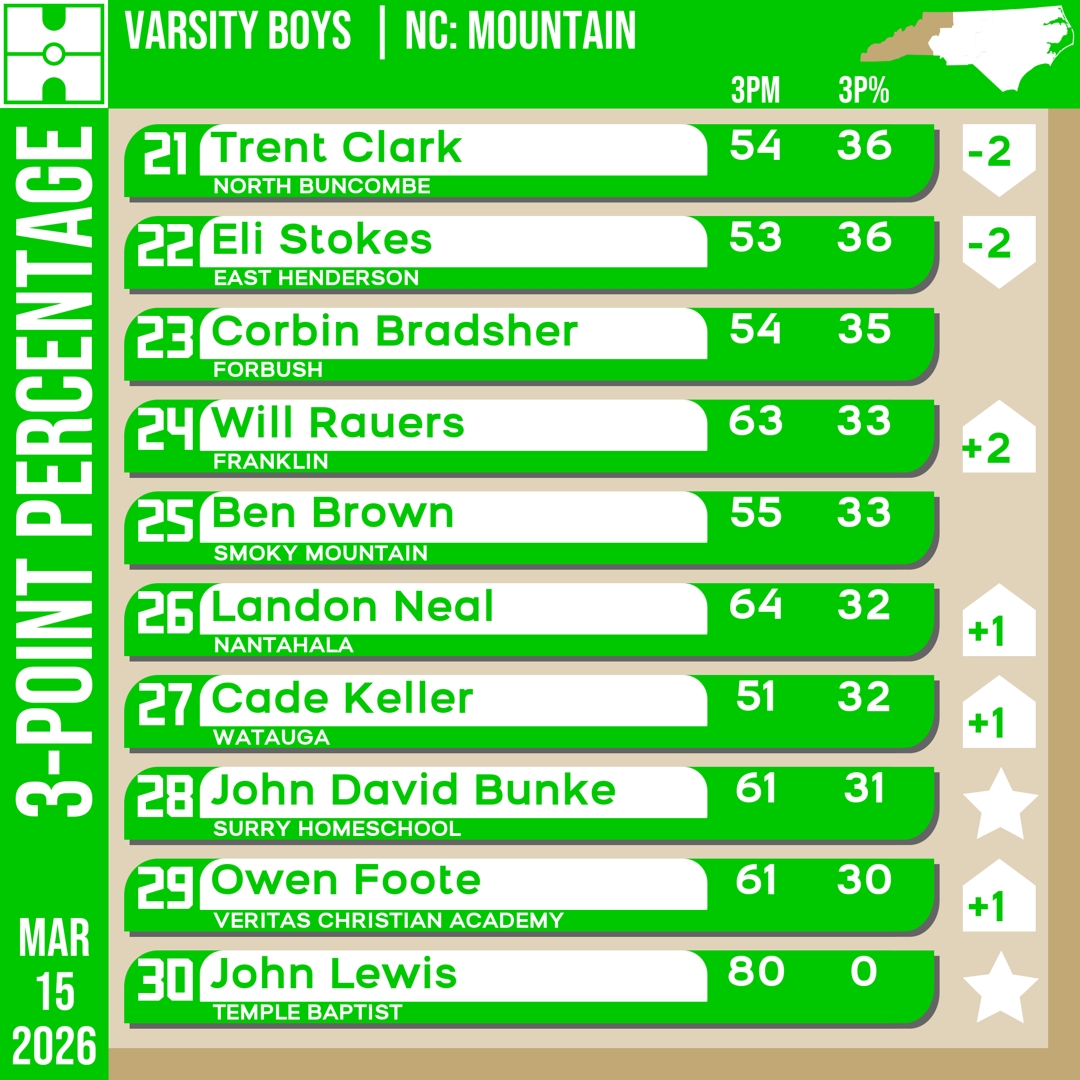 VARSITY BOYS | NC: MOUNTAIN
3PM 3P%
3-POINT PERCENTAGE
MAR
15
2026
21 Trent Clark 54 36 -2
NORTH BUNCOMBE
22 Eli Stokes 53 36 -2
EAST HENDERSON
23 Corbin Bradsher 54 35
FORBUSH
24 Will Rauers 63 33 +2
FRANKLIN
25 Ben Brown 55 33
SMOKY MOUNTAIN
26 Landon Neal 64 32 +1
NANTAHALA
27 Cade Keller 51 32 +1
WATAUGA
28 John David Bunke 61 31
SURRY HOMESCHOOL
29 Owen Foote 61 30 +1
VERITAS CHRISTIAN ACADEMY
30 John Lewis 80 0
TEMPLE BAPTIST